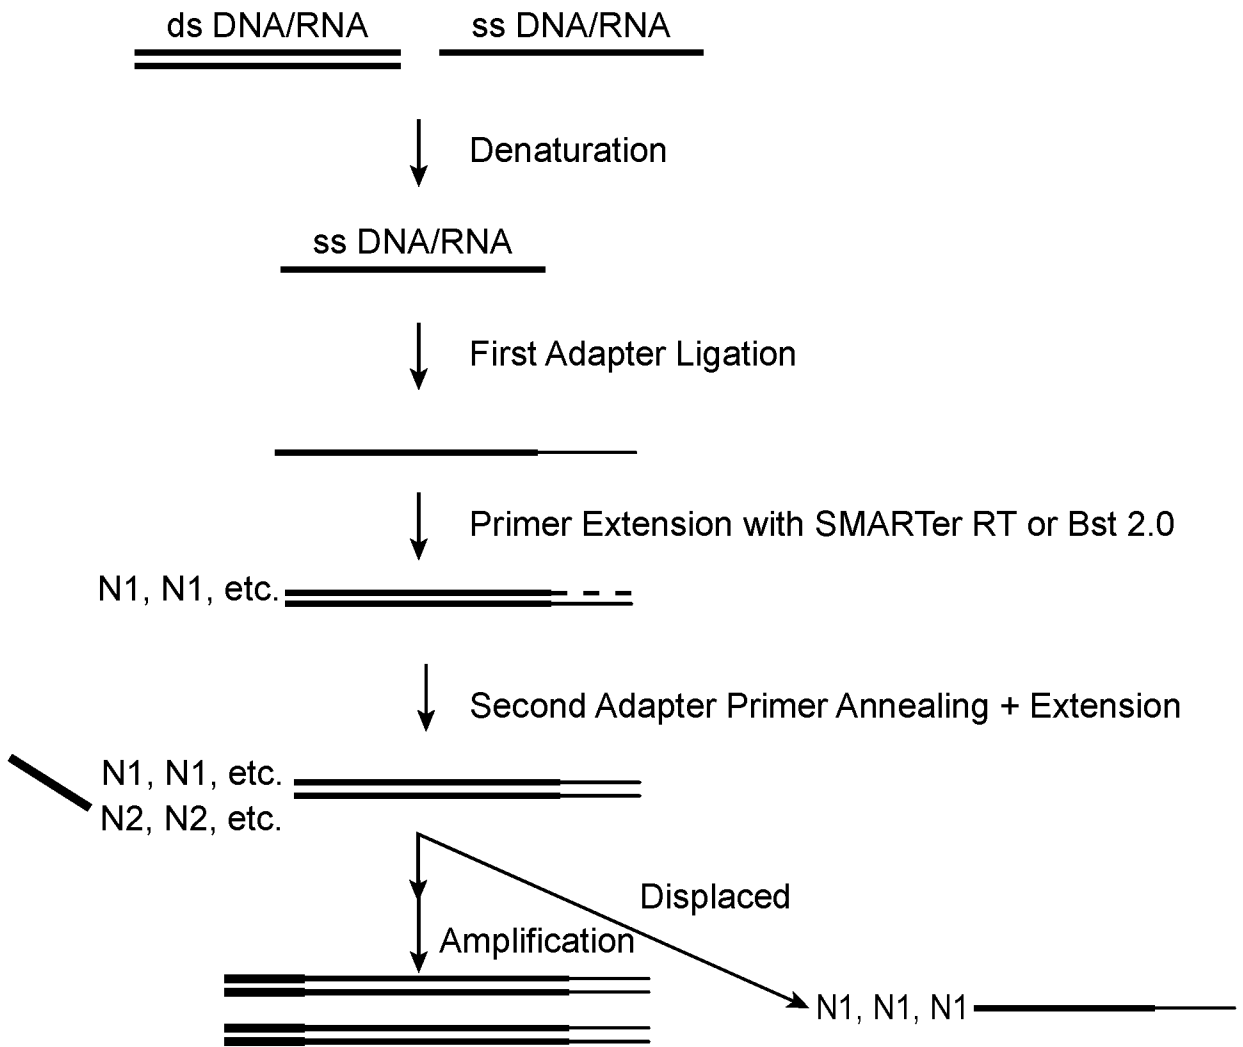 ds DNA/RNA
ss DNA/RNA
Denaturation
ss DNA/RNA
First Adapter Ligation
Primer Extension with SMARTer RT or Bst 2.0
N1, N1, etc.
Second Adapter Primer Annealing + Extension
N1, N1, etc.
N2, N2, etc.
Displaced
Amplification
N1, N1, N1